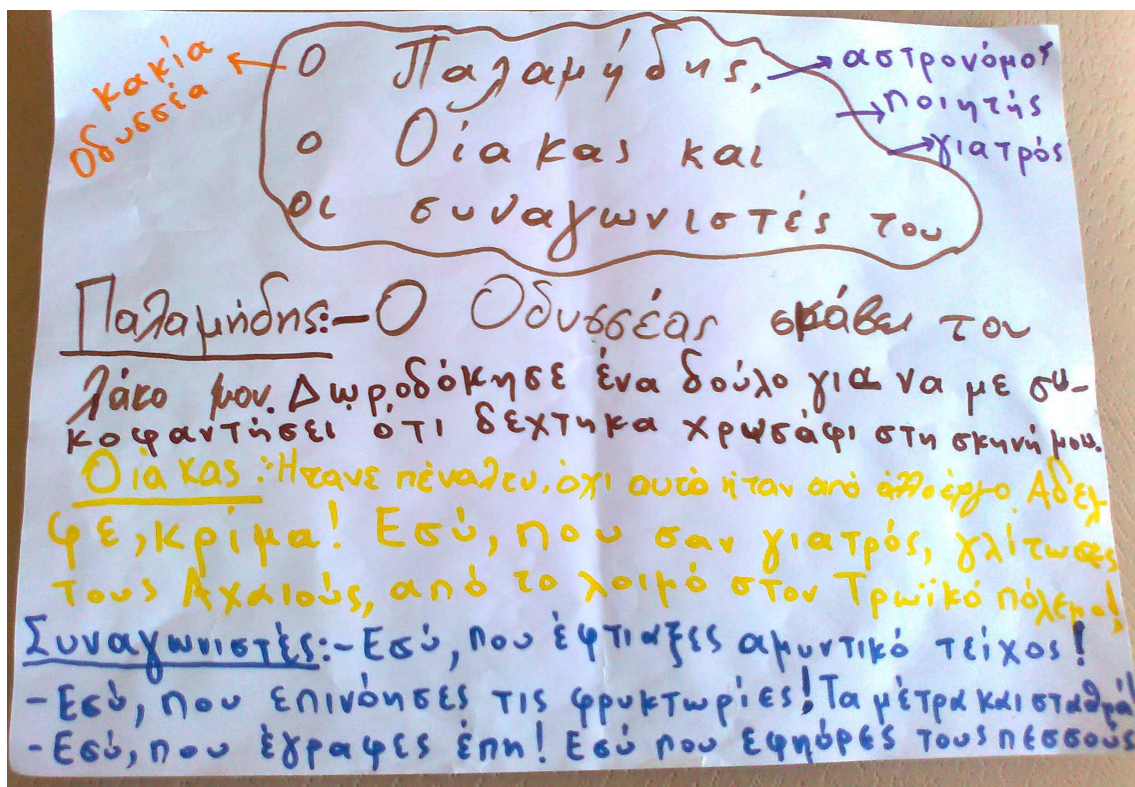 κακία
Οδυσσέα
Ο Παλαμήδης,
ο Οίακας και
οι συναγωνιστές του
αστρονόμος
ποιητής
γιατρός
Παλαμήδης:-Ο Οδυσσέας σκάβει τον
λάκο μου. Δωροδόκησε ένα δούλο για να με συ-
κοφαντήσει ότι δέχτηκα χρυσάφι στη σκηνή μου.
Οίακας:-Ήτανε πέναλτυ, όχι αυτό ήταν από άλλο έργο. Αδελ-
φέ, κρίμα! Εσύ, που σαν γιατρός, γλίτωσες
τους Αχαιούς, από το λοιμό στον Τρωϊκό πόλεμο!
Συναγωνιστές:-Εσύ, που έφτιαξες αμυντικό τείχος!
-Εσύ, που επινόησες τις φρυκτωρίες! Τα μέτρα και σταθμά!
-Εσύ, που έγραφες έπη! Εσύ που εφηύρες τους πεσσούς